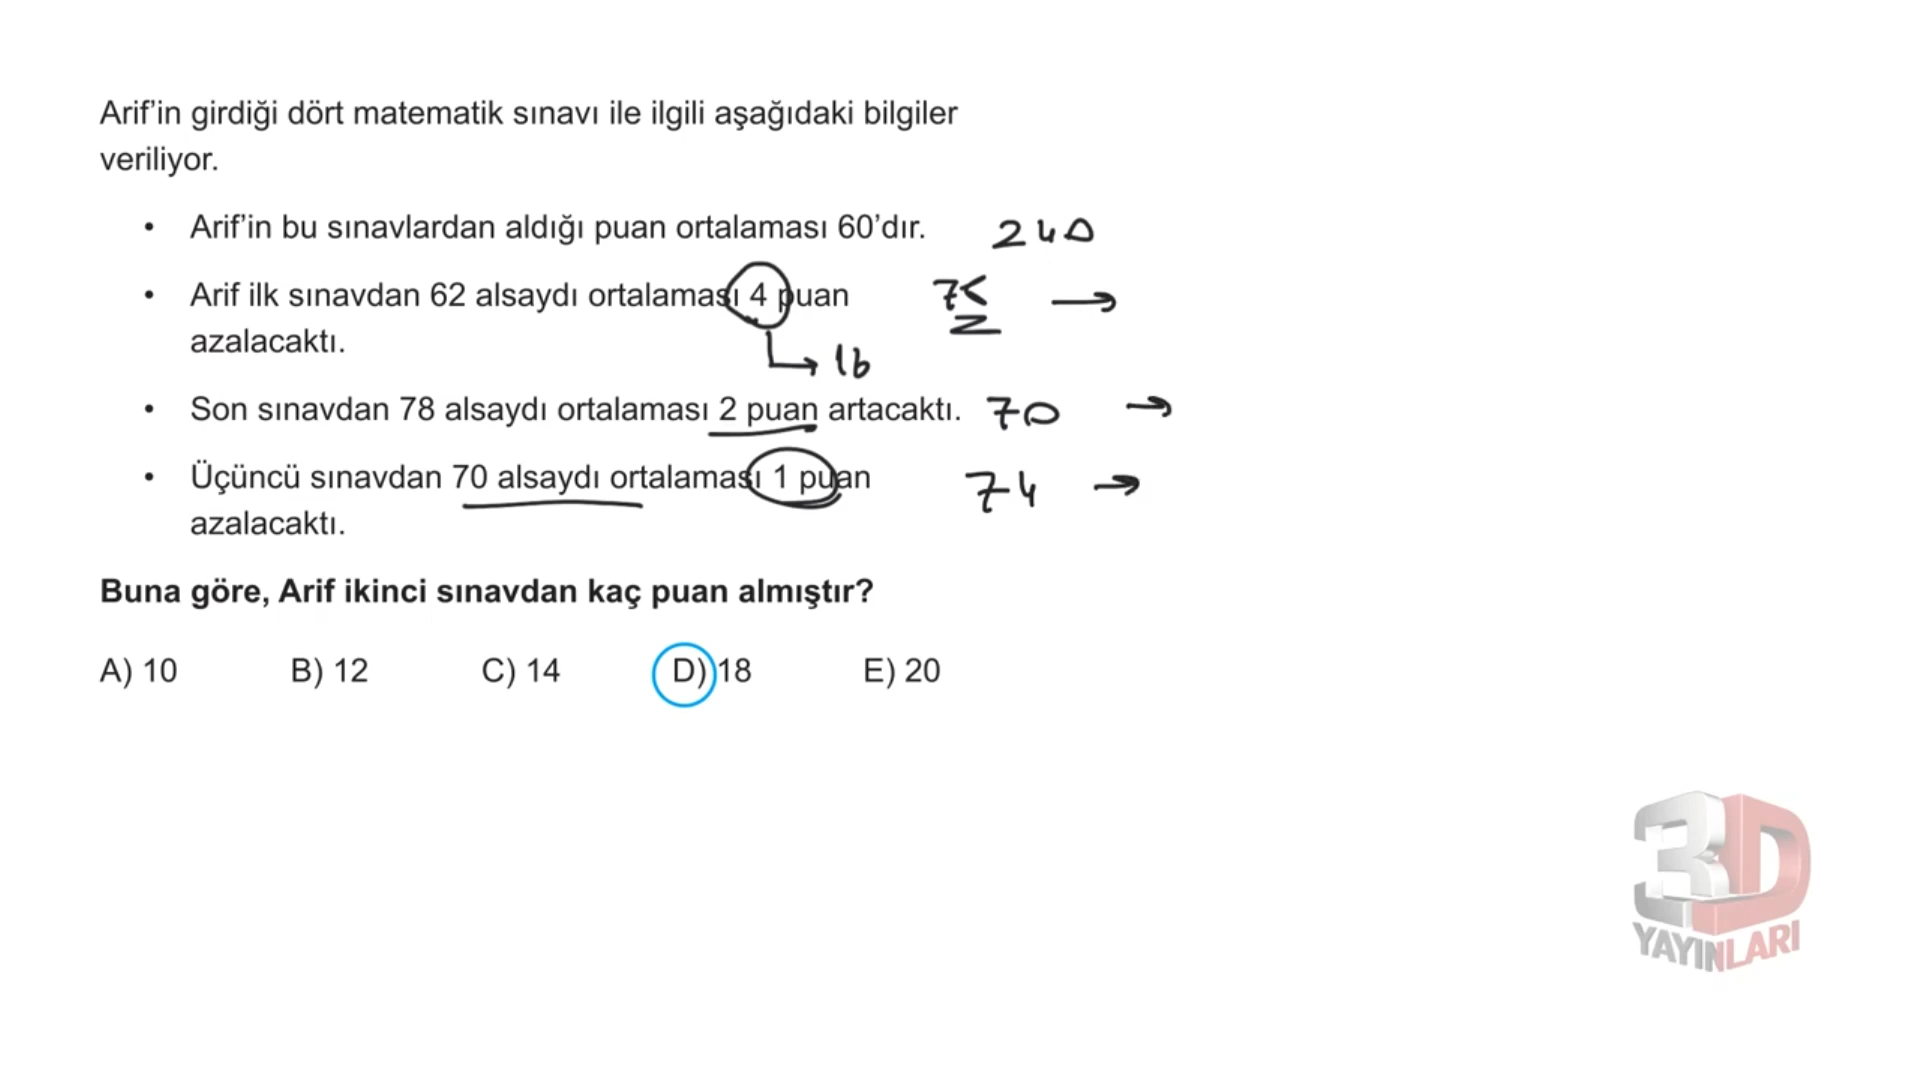 Arif'in girdiği dört matematik sınavı ile ilgili aşağıdaki bilgiler
veriliyor.
• Arif'in bu sınavlardan aldığı puan ortalaması 60'dır. 240
• Arif ilk sınavdan 62 alsaydı ortalaması 4 puan →
azalacaktı.
→ 16
• Son sınavdan 78 alsaydı ortalaması 2 puan artacaktı. 70 →
• Üçüncü sınavdan 70 alsaydı ortalaması 1 puan 74 →
azalacaktı.
Buna göre, Arif ikinci sınavdan kaç puan almıştır?
A) 10 B) 12 C) 14 D) 18 E) 20
3D
YAYINLARI